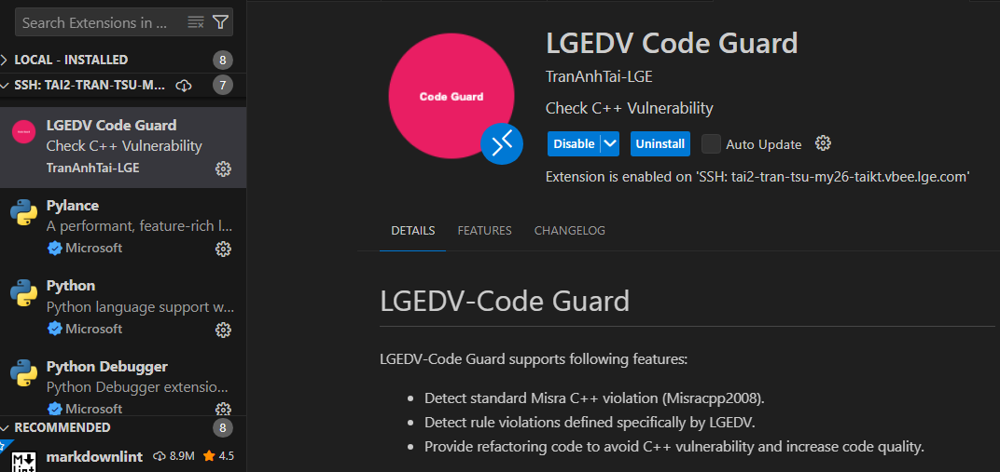 Search Extensions in ...
LOCAL - INSTALLED
8
SSH: TAI2-TRAN-TSU-M...
7
LGEDV Code Guard
Check C++ Vulnerability
TranAnhTai-LGE
Pylance
A performant, feature-rich l...
Microsoft
Python
Python language support w...
Microsoft
Python Debugger
Python Debugger extensio...
Microsoft
RECOMMENDED
8
markdownlint
8.9M
4.5
Code Guard
LGEDV Code Guard
TranAnhTai-LGE
Check C++ Vulnerability
Disable
Uninstall
Auto Update
Extension is enabled on 'SSH: tai2-tran-tsu-my26-taikt.vbee.lge.com'
DETAILS
FEATURES
CHANGELOG
LGEDV-Code Guard
LGEDV-Code Guard supports following features:
• Detect standard Misra C++ violation (Misracpp2008).
• Detect rule violations defined specifically by LGEDV.
• Provide refactoring code to avoid C++ vulnerability and increase code quality.